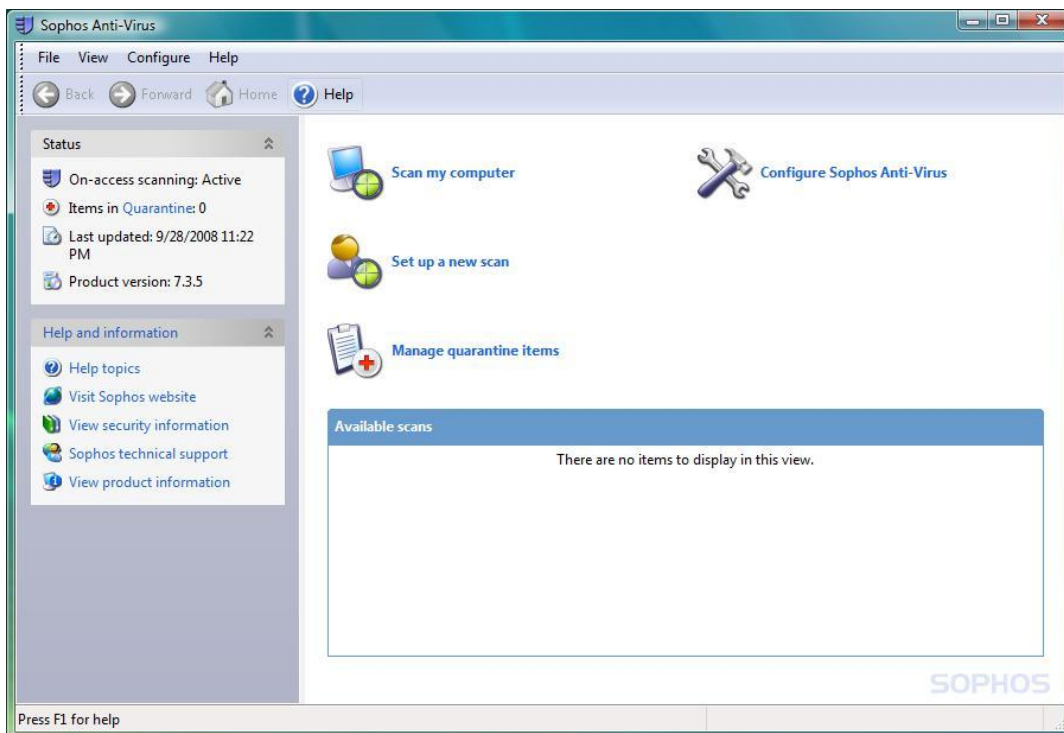 Sophos Anti-Virus
File View Configure Help
Back Forward Home Help
Status
On-access scanning: Active
Items in Quarantine: 0
Last updated: 9/28/2008 11:22
PM
Product version: 7.3.5
Help and information
Help topics
Visit Sophos website
View security information
Sophos technical support
View product information
Scan my computer
Configure Sophos Anti-Virus
Set up a new scan
Manage quarantine items
Available scans
There are no items to display in this view.
SOPHOS
Press F1 for help